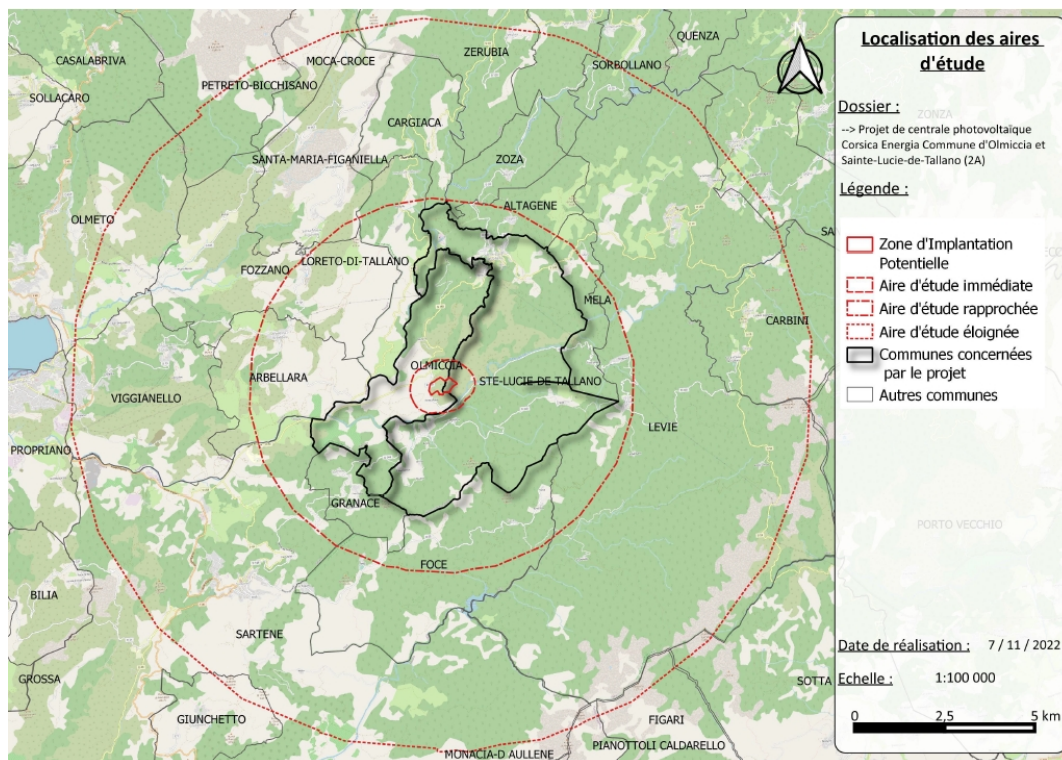 QUENZA
ZERUBIA
CASALABRIVA
MOCA-CROCE
SORBOLLANO
PETRETO-BICCHISANO
SOLLACARO
CARGIACA
SANTA-MARIA-FIGANIELLA
ZOZA
ALTAGENE
OLMETO
LORETO-DI-TALLANO
FOZZANO
MELA
CARBINI
OLMICCIA
ARBELLARA
STE-LUCIE-DE-TALLANO
VIGGIANELLO
LEVIE
PROPRIANO
GRANACE
FOCE
BILIA
SARTENE
GROSSA
SOTTA
GIUNCHETTO
FIGARI
PIANOTTOLI CALDARELLO
MONACIA-D AULLENE
Localisation des aires
d'étude
Dossier :
ZONZA
--> Projet de centrale photovoltaïque
Corsica Energia Commune d'Olmiccia et
Sainte-Lucie-de-Tallano (2A)
Légende :
Zone d'Implantation
Potentielle
Aire d'étude immédiate
Aire d'étude rapprochée
Aire d'étude éloignée
Communes concernées
par le projet
Autres communes
PORTO VECCHIO
Date de réalisation : 7 / 11 / 2022
Echelle : 1:100 000
0 2,5 5 km